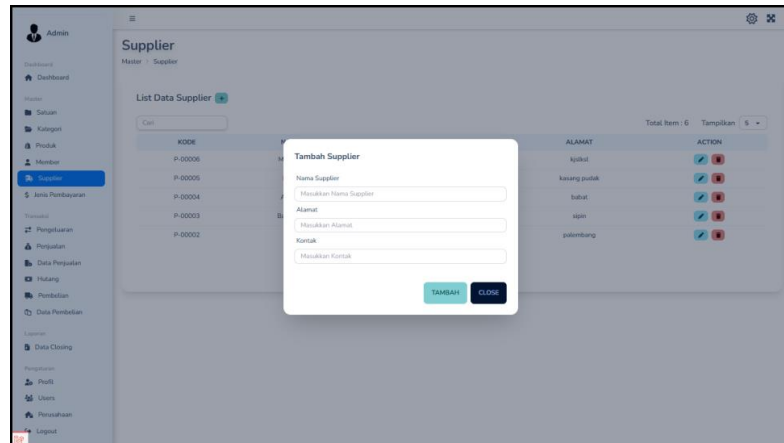 Admin
Dashboard
Dashboard
Master
Satuan
Kategori
Produk
Member
Supplier
Jenis Pembayaran
Transaksi
Pengeluaran
Penjualan
Data Penjualan
Hutang
Pembelian
Data Pembelian
Laporan
Data Closing
Pengaturan
Profil
Users
Perusahaan
Logout
Supplier
Master > Supplier
List Data Supplier +
Cari
Total Item : 6 Tampilkan 5
KODE ALAMAT ACTION
P-00006
P-00005 kasang pudak
P-00004 babat
P-00003 sipin
P-00002 palembang
Tambah Supplier
Nama Supplier
Masukkan Nama Supplier
Alamat
Masukkan Alamat
Kontak
Masukkan Kontak
TAMBAH CLOSE